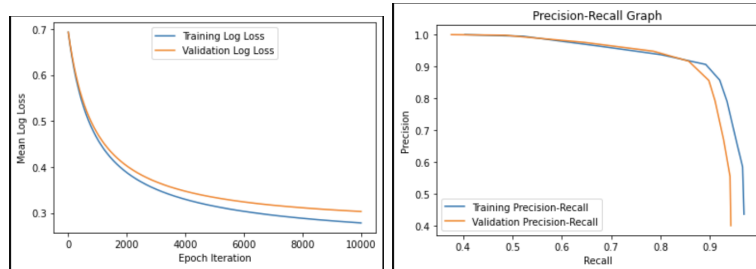 0.7
0.6
0.5
0.4
0.3
Mean Log Loss
Training Log Loss
Validation Log Loss
0 2000 4000 6000 8000 10000
Epoch Iteration
Precision-Recall Graph
1.0
0.9
0.8
0.7
0.6
0.5
0.4
Precision
Training Precision-Recall
Validation Precision-Recall
0.4 0.5 0.6 0.7 0.8 0.9
Recall